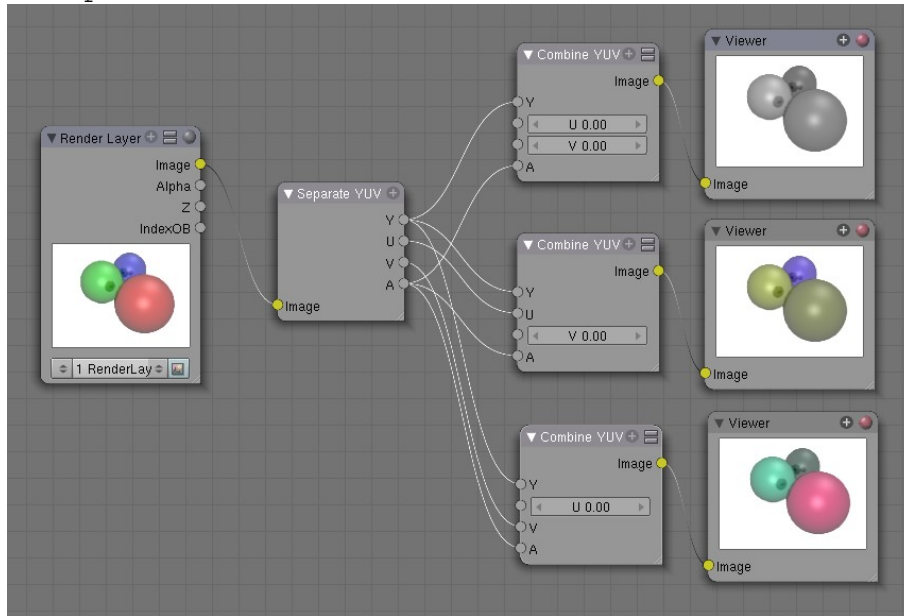 Render Layer
Image
Alpha
Z
IndexOB
1 RenderLay
Separate YUV
Y
U
V
A
Image
Combine YUV
Image
Y
U 0.00
V 0.00
A
Viewer
Image
Combine YUV
Image
Y
U
V 0.00
A
Viewer
Image
Combine YUV
Image
Y
U 0.00
V
A
Viewer
Image